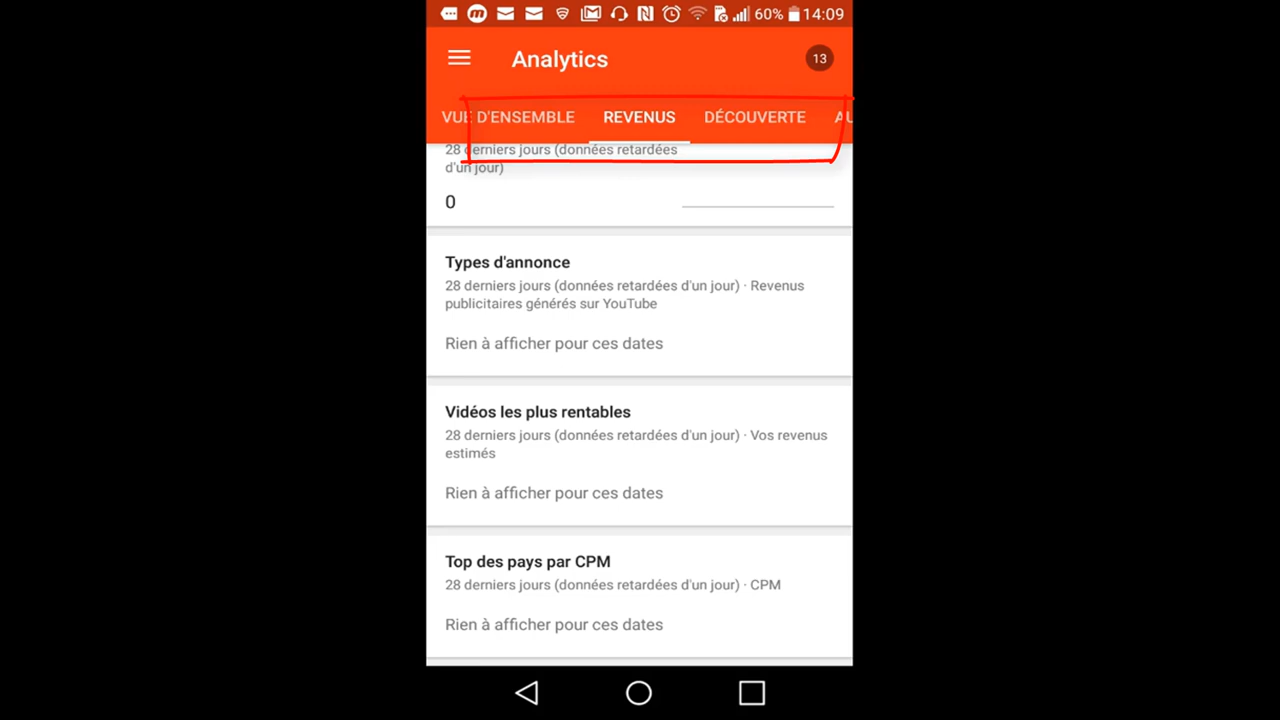 60% 14:09
Analytics
13
VUE D'ENSEMBLE REVENUS DÉCOUVERTE AU
28 derniers jours (données retardées
d'un jour)
0
Types d'annonce
28 derniers jours (données retardées d'un jour) · Revenus
publicitaires générés sur YouTube
Rien à afficher pour ces dates
Vidéos les plus rentables
28 derniers jours (données retardées d'un jour) · Vos revenus
estimés
Rien à afficher pour ces dates
Top des pays par CPM
28 derniers jours (données retardées d'un jour) · CPM
Rien à afficher pour ces dates